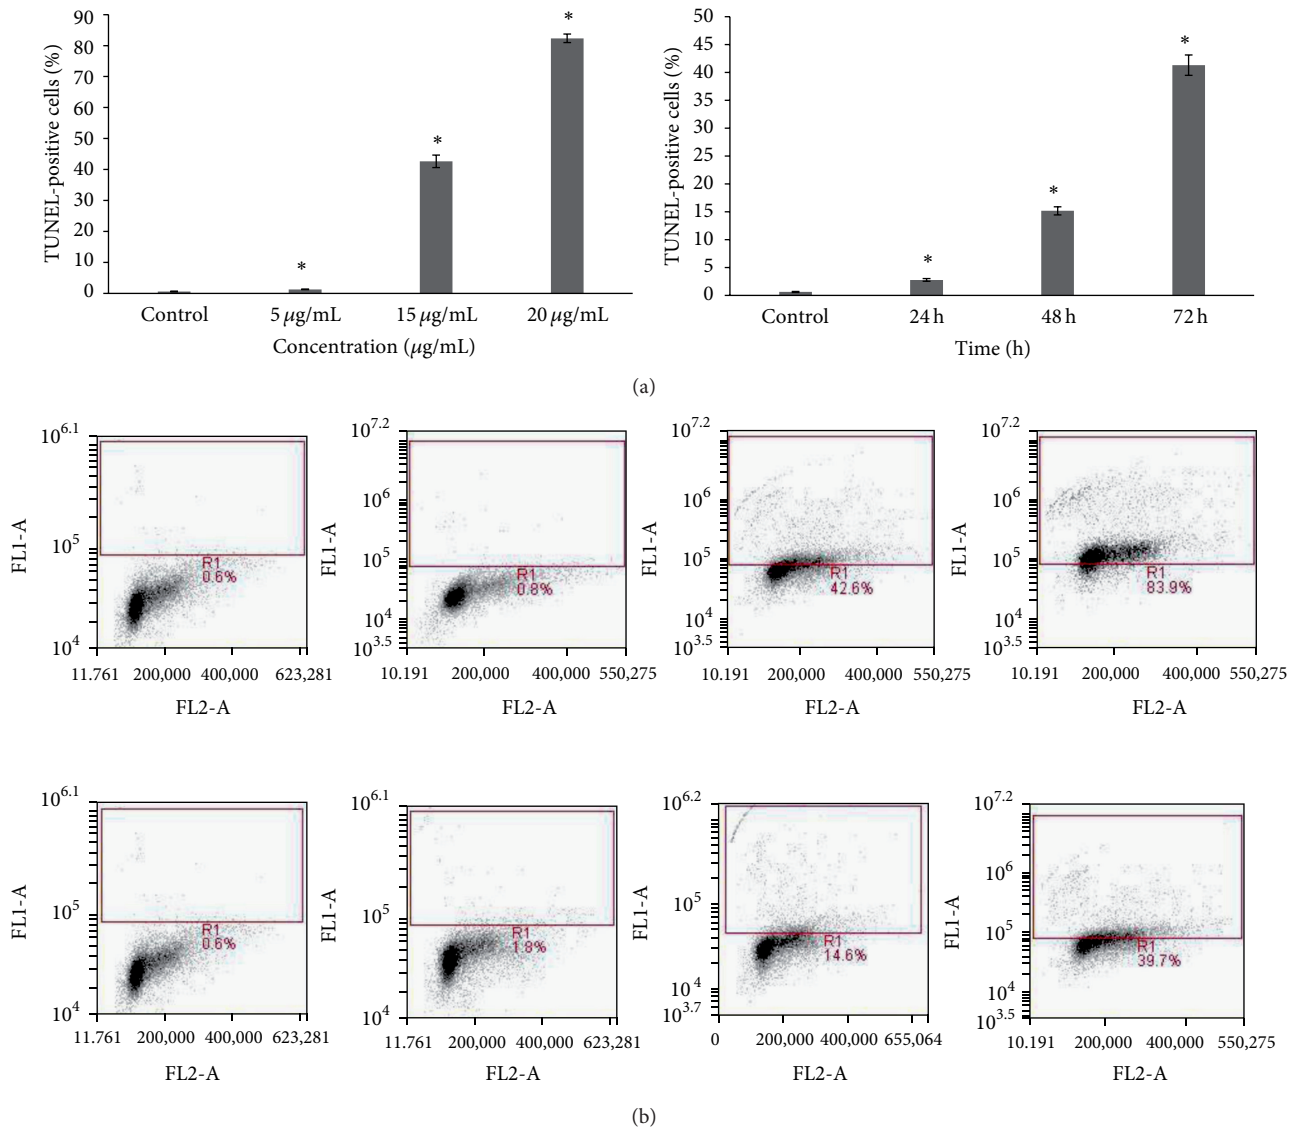 TUNEL-positive cells (%)
90
80
70
60
50
40
30
20
10
0
*
*
*
Control
5 µg/mL
15 µg/mL
20 µg/mL
Concentration (µg/mL)
TUNEL-positive cells (%)
50
45
40
35
30
25
20
15
10
5
0
*
*
*
Control
24 h
48 h
72 h
Time (h)
(a)
FL1-A
10^6.1
10^5
10^4
R1
0.6%
11.761 200,000 400,000 623,281
FL2-A
FL1-A
10^7.2
10^6
10^5
10^4
10^3.5
R1
0.8%
10.191 200,000 400,000 550,275
FL2-A
FL1-A
10^7.2
10^6
10^5
10^4
10^3.5
R1
42.6%
10.191 200,000 400,000 550,275
FL2-A
FL1-A
10^7.2
10^6
10^5
10^4
10^3.5
R1
83.9%
10.191 200,000 400,000 550,275
FL2-A
FL1-A
10^6.1
10^5
10^4
R1
0.6%
11.761 200,000 400,000 623,281
FL2-A
FL1-A
10^6.1
10^5
10^4
R1
1.8%
11.761 200,000 400,000 623,281
FL2-A
FL1-A
10^6.2
10^5
10^4
10^3.7
R1
14.6%
0 200,000 400,000 655,064
FL2-A
FL1-A
10^7.2
10^6
10^5
10^4
10^3.5
R1
39.7%
10.191 200,000 400,000 550,275
FL2-A
(b)